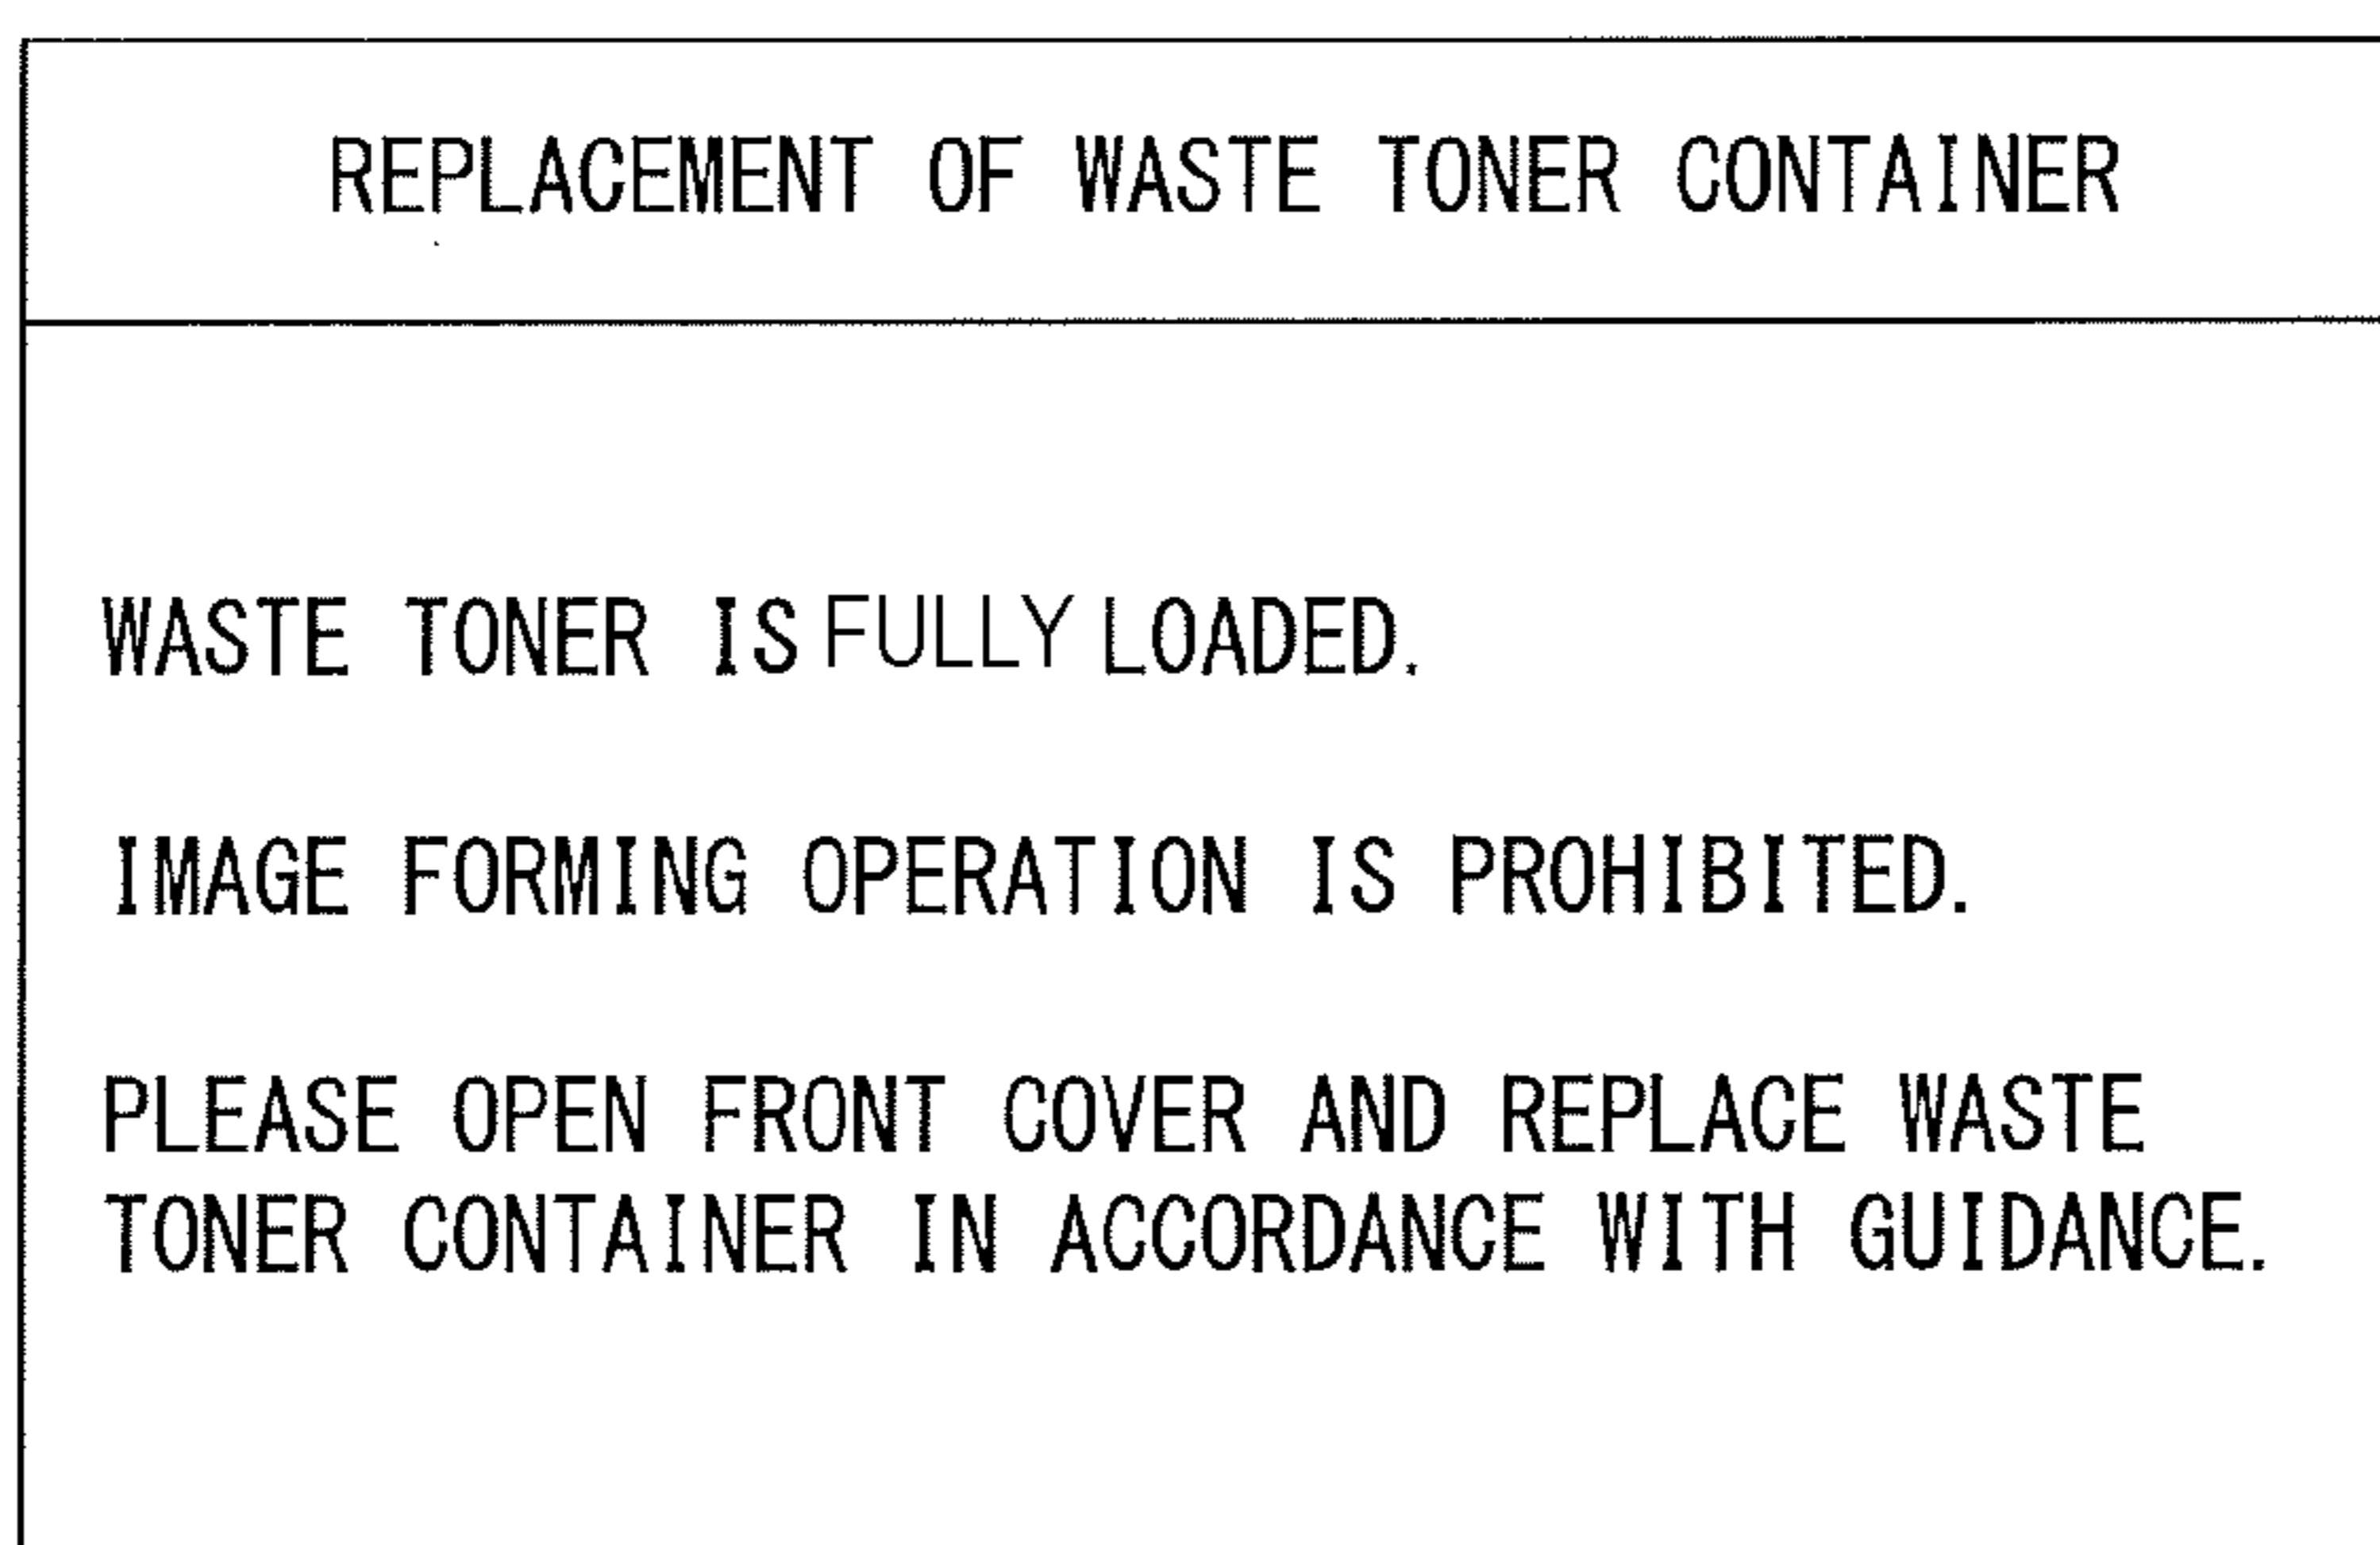 REPLACEMENT OF WASTE TONER CONTAINER
WASTE TONER IS FULLY LOADED.
IMAGE FORMING OPERATION IS PROHIBITED.
PLEASE OPEN FRONT COVER AND REPLACE WASTE
TONER CONTAINER IN ACCORDANCE WITH GUIDANCE.